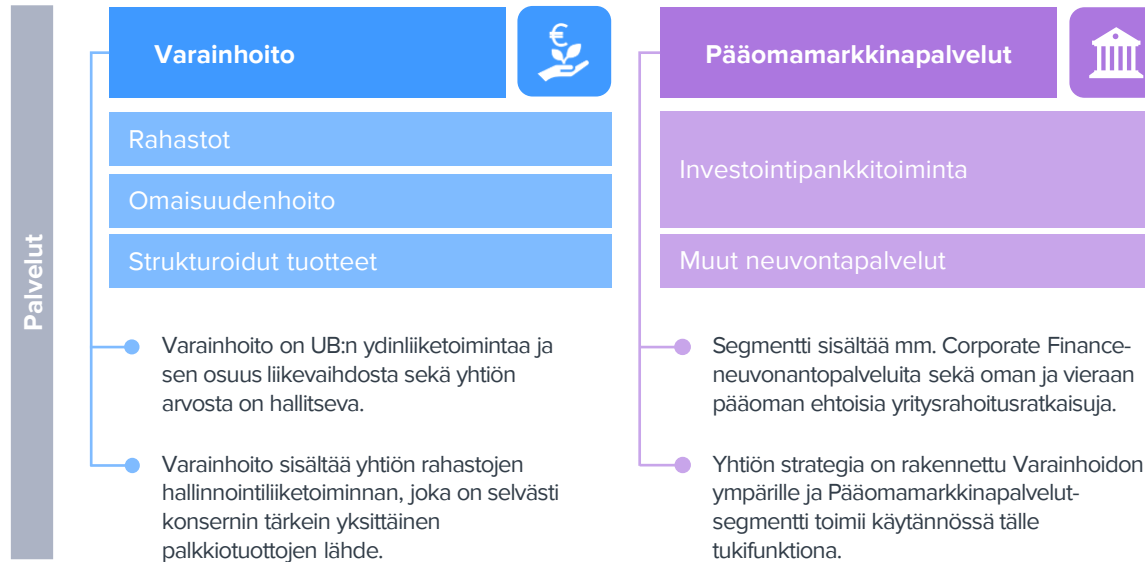 Palvelut
Varainhoito
€
Rahastot
Omaisuudenhoito
Strukturoidut tuotteet
Varainhoito on UB:n ydinliiketoimintaa ja
sen osuus liikevaihdosta sekä yhtiön
arvosta on hallitseva.
Varainhoito sisältää yhtiön rahastojen
hallinnointiliiketoiminnan, joka on selvästi
konsernin tärkein yksittäinen
palkkiotuottojen lähde.
Pääomamarkkinapalvelut
Investointipankkitoiminta
Muut neuvontapalvelut
Segmentti sisältää mm. Corporate Finance-
neuvonantopalveluita sekä oman ja vieraan
pääoman ehtoisia yritysrahoitusratkaisuja.
Yhtiön strategia on rakennettu Varainhoidon
ympärille ja Pääomamarkkinapalvelut-
segmentti toimii käytännössä tälle
tukifunktiona.